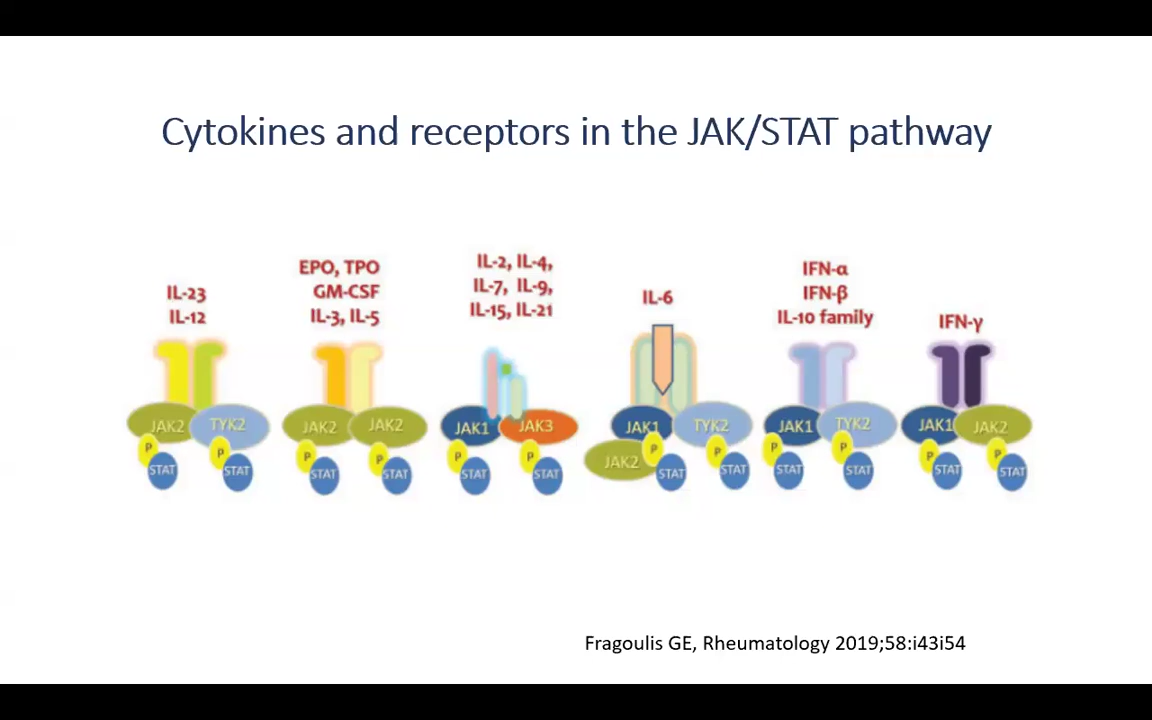 Cytokines and receptors in the JAK/STAT pathway
IL-23
IL-12
JAK2 TYK2
P P
STAT STAT
EPO, TPO
GM-CSF
IL-3, IL-5
JAK2 JAK2
P P
STAT STAT
IL-2, IL-4,
IL-7, IL-9,
IL-15, IL-21
JAK1 JAK3
P P
STAT STAT
IL-6
JAK1 TYK2
JAK2 P P
STAT STAT
IFN-α
IFN-β
IL-10 family
JAK1 TYK2
P P
STAT STAT
IFN-γ
JAK1 JAK2
P P
STAT STAT
Fragoulis GE, Rheumatology 2019;58:i43i54